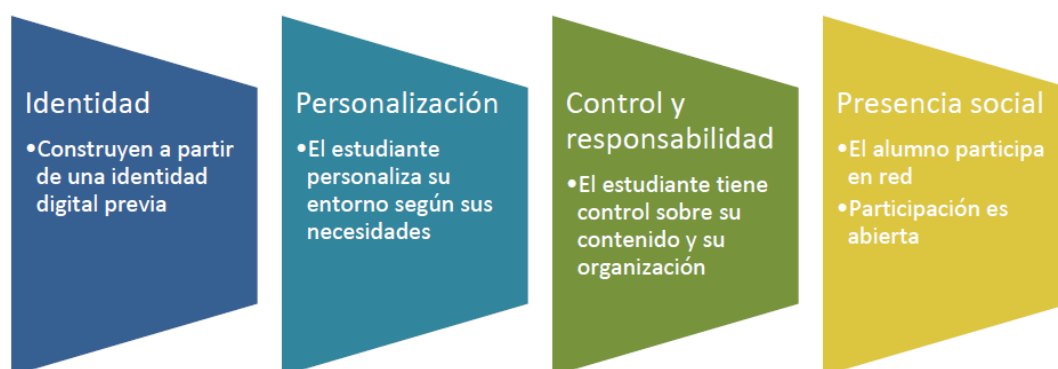 Identidad
•Construyen a partir
de una identidad
digital previa
Personalización
•El estudiante
personaliza su
entorno según sus
necesidades
Control y
responsabilidad
•El estudiante tiene
control sobre su
contenido y su
organización
Presencia social
•El alumno participa
en red
•Participación es
abierta